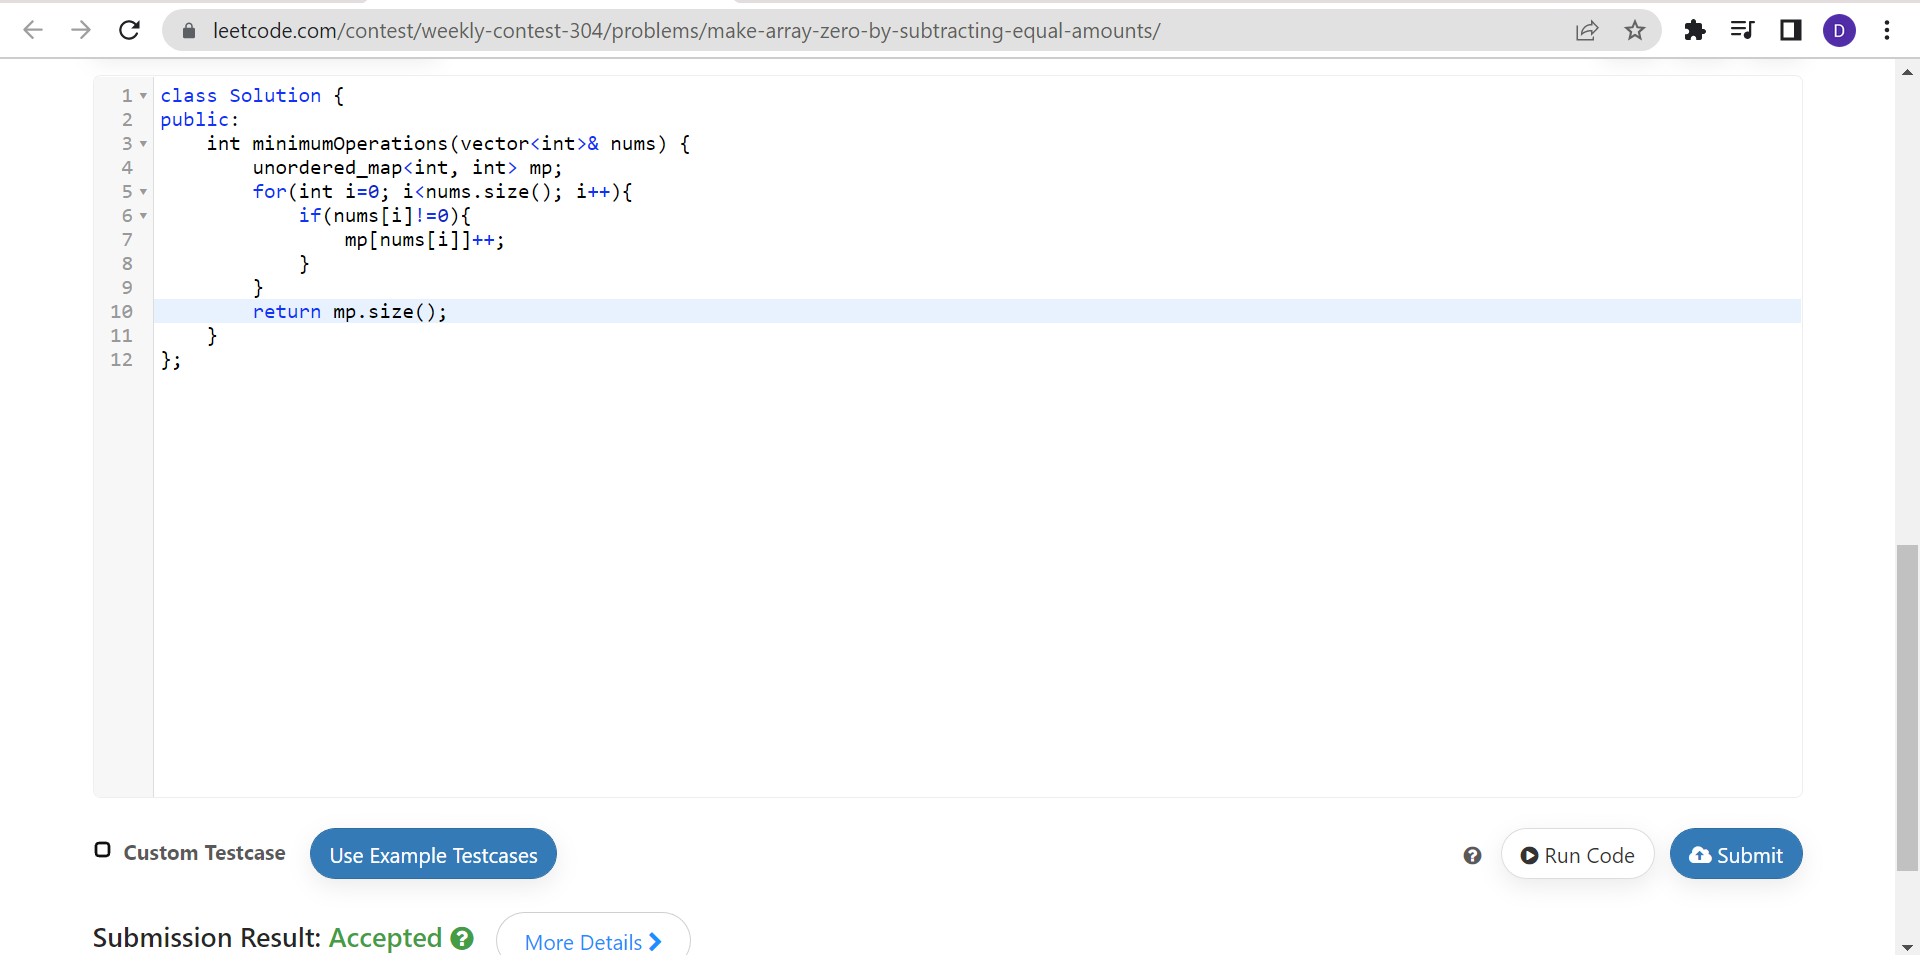 leetcode.com/contest/weekly-contest-304/problems/make-array-zero-by-subtracting-equal-amounts/
D
1 class Solution {
2 public:
3     int minimumOperations(vector<int>& nums) {
4         unordered_map<int, int> mp;
5         for(int i=0; i<nums.size(); i++){
6             if(nums[i]!=0){
7                 mp[nums[i]]++;
8             }
9         }
10         return mp.size();
11     }
12 };
Custom Testcase Use Example Testcases ? Run Code Submit
Submission Result: Accepted ? More Details